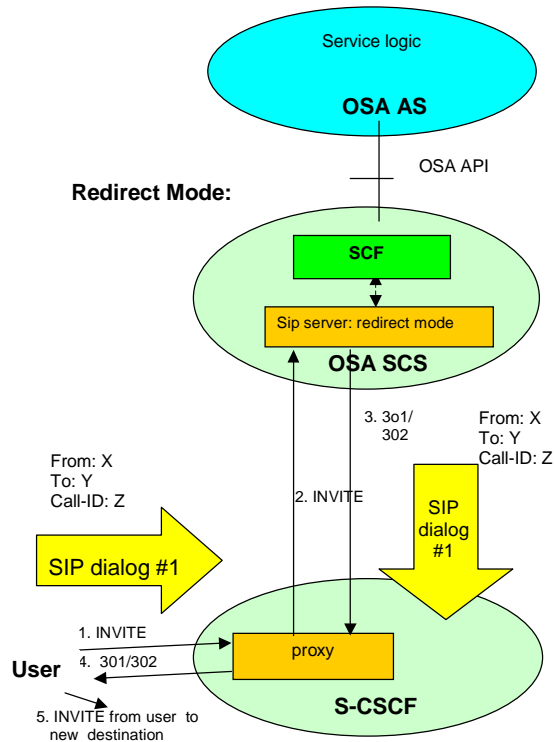 Service logic
OSA AS
OSA API
Redirect Mode:
SCF
Sip server: redirect mode
OSA SCS
3. 3o1/
302
From: X
To: Y
Call-ID: Z
From: X
To: Y
Call-ID: Z
2. INVITE
SIP
dialog
#1
SIP dialog #1
1. INVITE
proxy
4. 301/302
User
S-CSCF
5. INVITE from user to
new destination